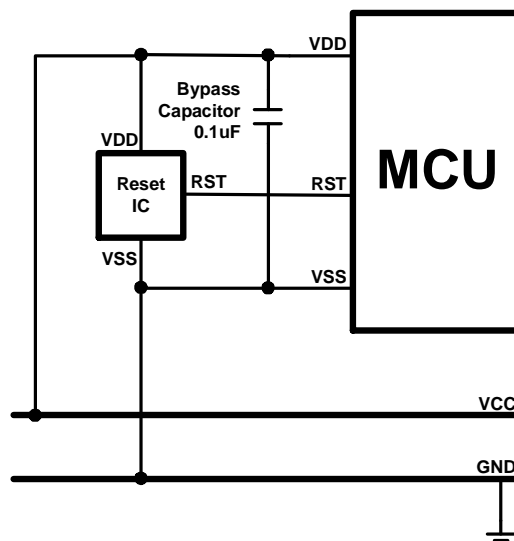 VDD
Bypass
Capacitor
0.1uF
VDD
Reset
IC
RST
RST
MCU
VSS
VSS
VCC
GND